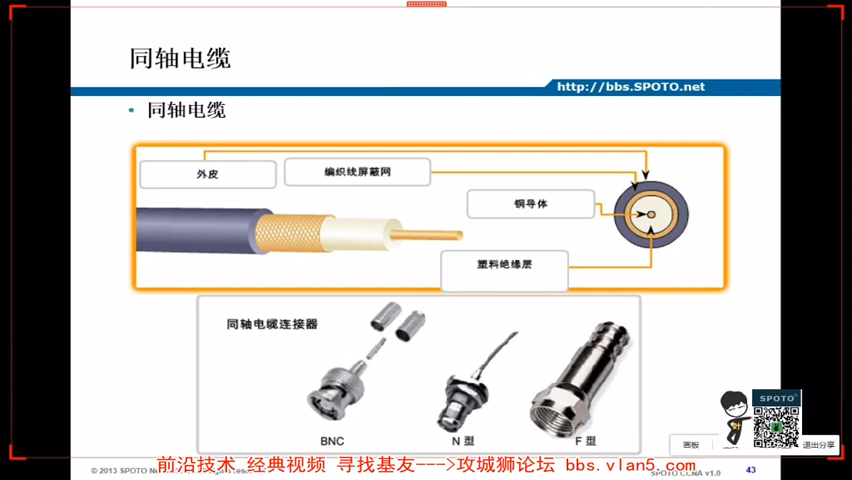 同轴电缆
http://bbs.SPOTO.net
• 同轴电缆
外皮
编织线屏蔽网
铜导体
塑料绝缘层
同轴电缆连接器
BNC
N 型
F 型
SPOTO
画板
退出分享
前沿技术 经典视频 寻找基友--->攻城狮论坛 bbs.vlan5.com
© 2013 SPOTO
SPOTO CCNA v1.0
43